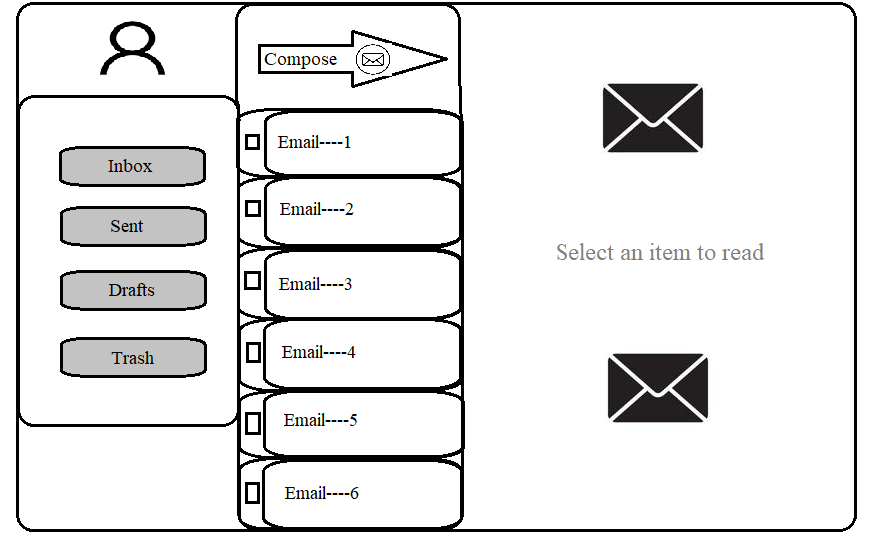 Compose
Inbox
Sent
Drafts
Trash
Email----1
Email----2
Email----3
Email----4
Email----5
Email----6
Select an item to read